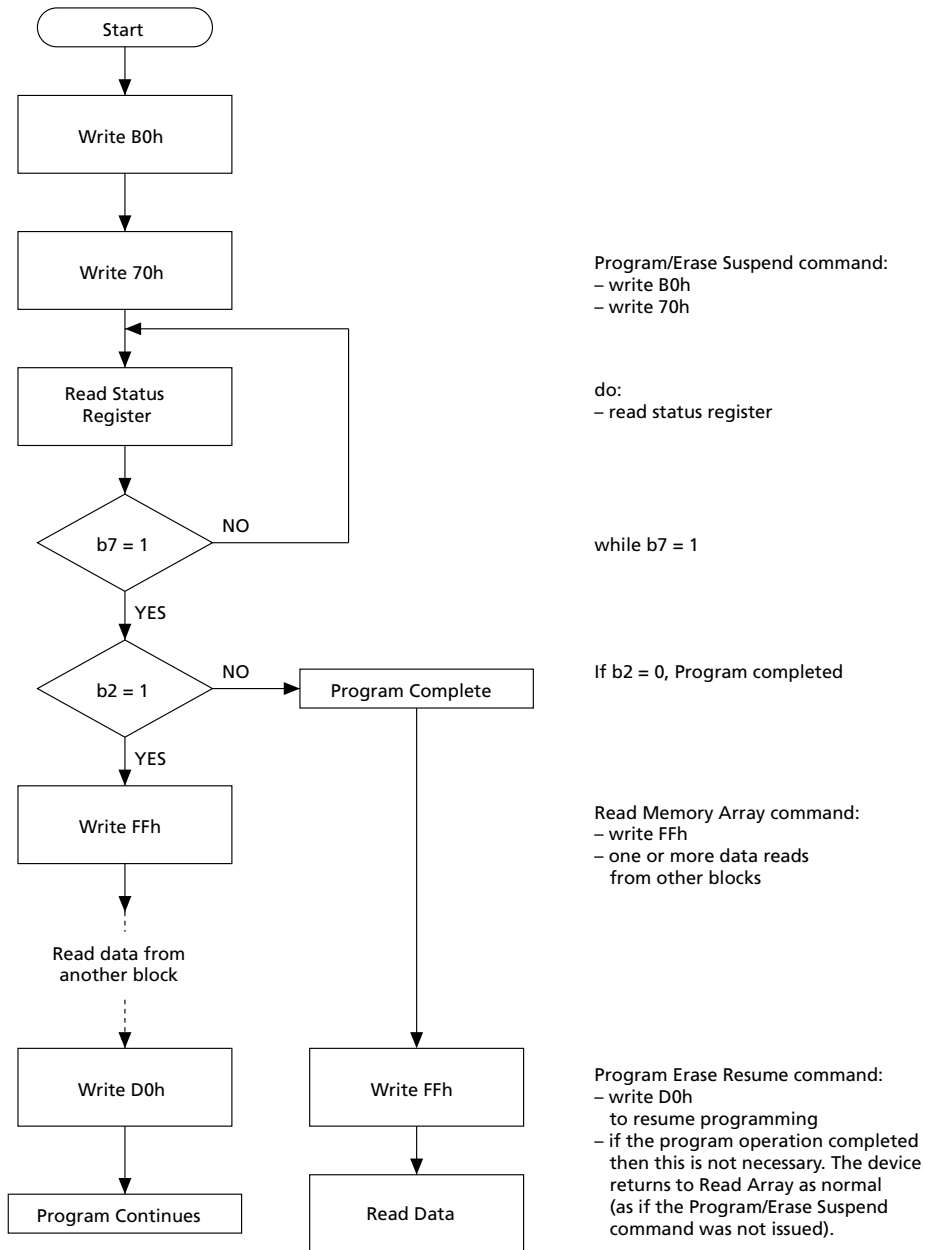 Start
Write B0h
Write 70h
Program/Erase Suspend command:
– write B0h
– write 70h
Read Status
Register
do:
– read status register
NO
b7 = 1
while b7 = 1
YES
NO
b2 = 1
Program Complete
If b2 = 0, Program completed
YES
Write FFh
Read Memory Array command:
– write FFh
– one or more data reads
from other blocks
Read data from
another block
Write D0h
Write FFh
Program Erase Resume command:
– write D0h
to resume programming
– if the program operation completed
then this is not necessary. The device
returns to Read Array as normal
(as if the Program/Erase Suspend
command was not issued).
Program Continues
Read Data